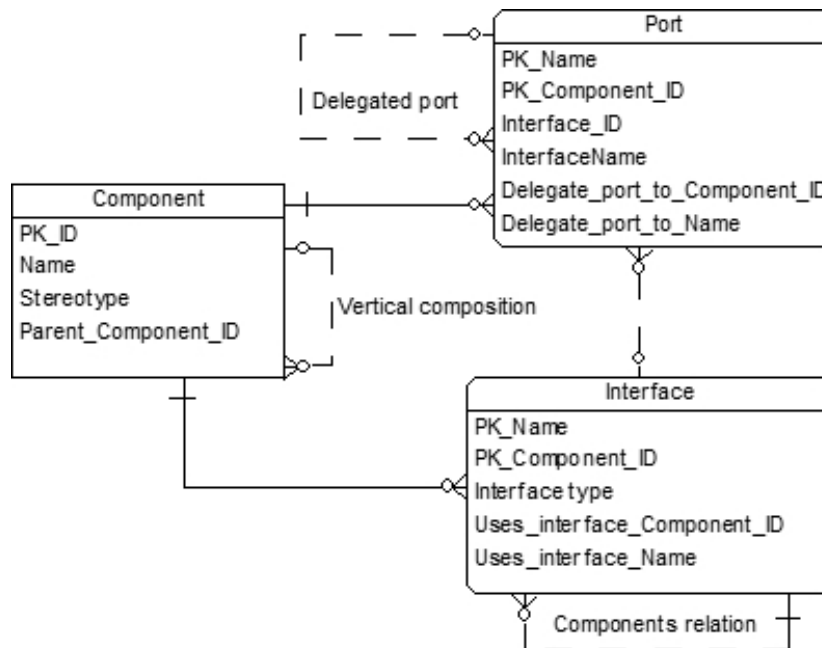 Port
PK_Name
PK_Component_ID
Interface_ID
InterfaceName
Delegate_port_to_Component_ID
Delegate_port_to_Name
Delegated port
Component
PK_ID
Name
Stereotype
Parent_Component_ID
Vertical composition
Interface
PK_Name
PK_Component_ID
Interface type
Uses_interface_Component_ID
Uses_interface_Name
Components relation